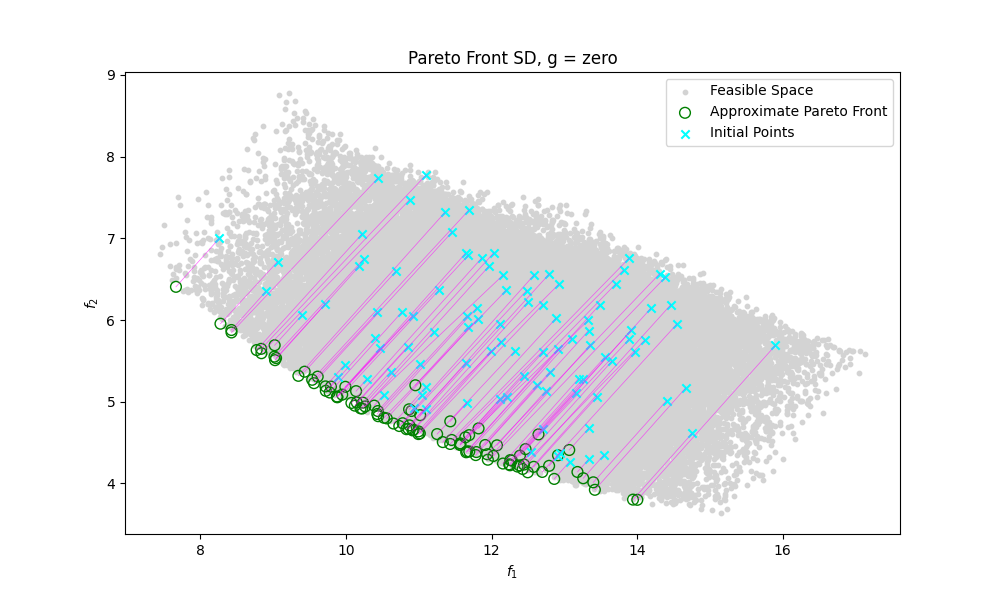 Pareto Front SD, g = zero
Feasible Space
Approximate Pareto Front
Initial Points
9
8
7
6
5
4
f₂
8
10
12
14
16
f₁